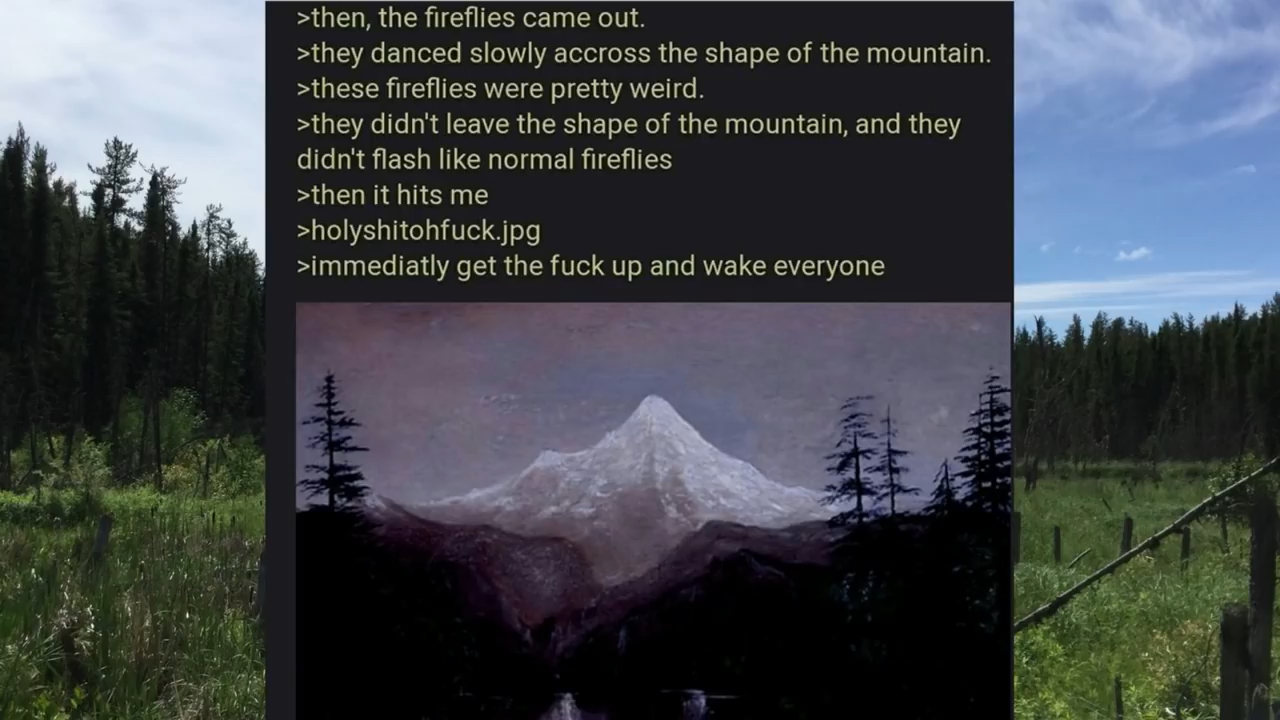 >then, the fireflies came out.
>they danced slowly accross the shape of the mountain.
>these fireflies were pretty weird.
>they didn't leave the shape of the mountain, and they
didn't flash like normal fireflies
>then it hits me
>holyshitohfuck.jpg
>immediatly get the fuck up and wake everyone